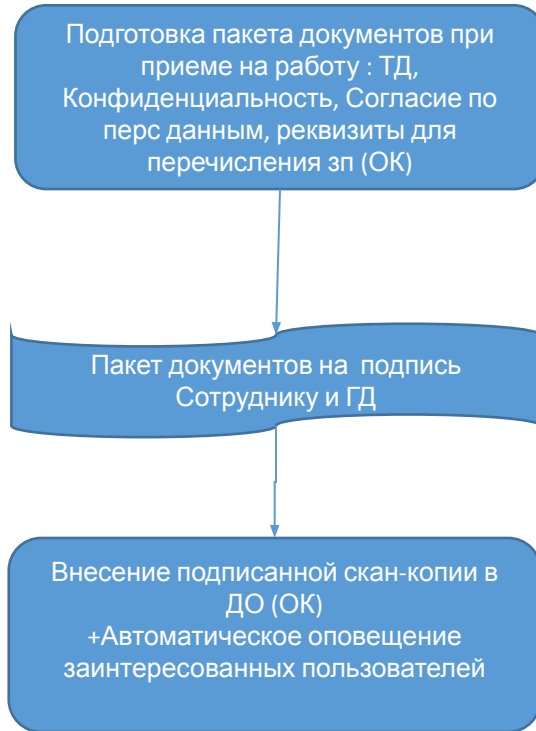 Подготовка пакета документов при
приеме на работу : ТД,
Конфиденциальность, Согласие по
перс данным, реквизиты для
перечисления зп (ОК)
Пакет документов на  подпись
Сотруднику и ГД
Внесение подписанной скан-копии в
ДО (ОК)
+Автоматическое оповещение
заинтересованных пользователей